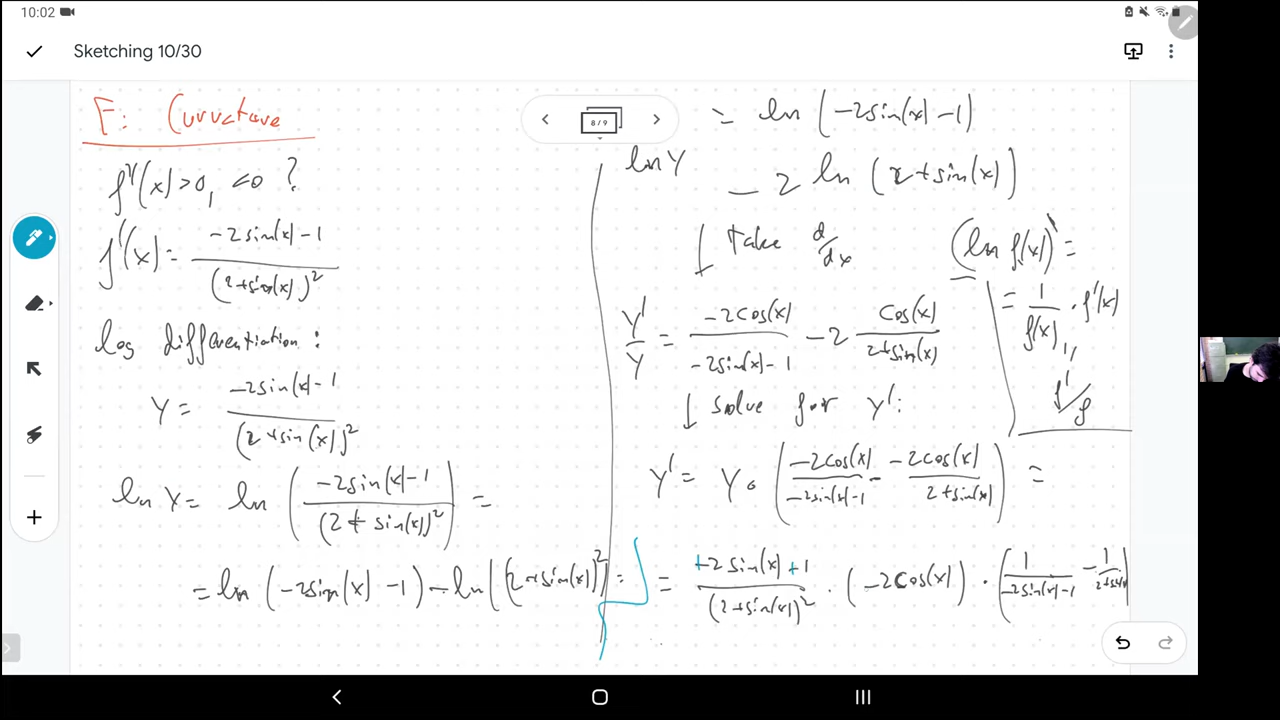 10:02
Sketching 10/30
8/9
F: Curvature
f''(x) > 0, < 0 ?
f'(x) = (-2sin(x) - 1) / (2+sin(x))^2
log differentiation:
Y = (-2sin(x) - 1) / (2+sin(x))^2
ln Y = ln ( (-2sin(x) - 1) / (2 + sin(x))^2 ) =
= ln (-2sin(x) - 1) - ln ((2+sin(x))^2) =
ln Y = ln (-2sin(x) - 1)
- 2 ln (2+sin(x))
↓ Take d/dx
(ln f(x))' =
= 1/f(x) · f'(x)
"
f'/f
Y'/Y = -2cos(x) / (-2sin(x) - 1) - 2 cos(x) / (2+sin(x))
↓ solve for Y':
Y' = Y · ( -2cos(x) / (-2sin(x) - 1) - 2cos(x) / (2+sin(x)) ) =
= (+2sin(x) + 1) / (2+sin(x))^2 · (-2cos(x)) · ( 1 / (-2sin(x) - 1) - 1 / (2+sin(x)) )